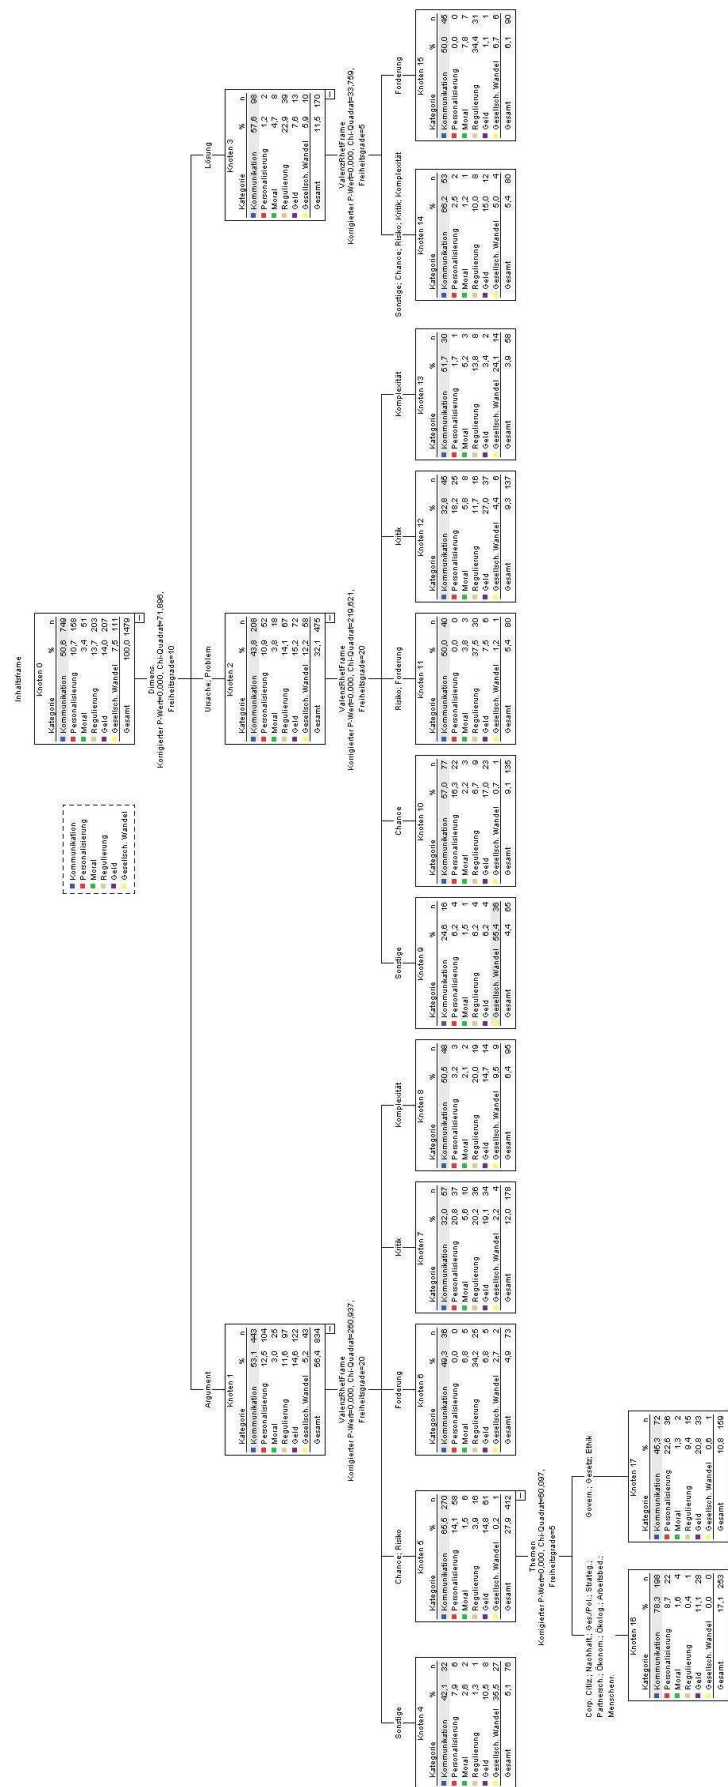 Inhaltsframe
Knoten 0
Kategorie % n
Kommunikation 50,6 749
Personalisierung 10,7 158
Moral 3,4 51
Regulierung 13,7 203
Geld 14,0 207
Gesellsch. Wandel 7,5 111
Gesamt 100,0 1479
Kommunikation
Personalisierung
Moral
Regulierung
Geld
Gesellsch. Wandel
Dimens.
Korrigierter P-Wert=0,000, Chi-Quadrat=71,896,
Freiheitsgrade=10
Argument
Knoten 1
Kategorie % n
Kommunikation 53,1 443
Personalisierung 12,5 104
Moral 3,0 25
Regulierung 11,6 97
Geld 14,6 122
Gesellsch. Wandel 5,2 43
Gesamt 56,4 834
ValenzRhetFrame
Korrigierter P-Wert=0,000, Chi-Quadrat=260,937,
Freiheitsgrade=20
Ursache; Problem
Knoten 2
Kategorie % n
Kommunikation 43,8 208
Personalisierung 10,9 52
Moral 3,8 18
Regulierung 14,1 67
Geld 15,2 72
Gesellsch. Wandel 12,2 58
Gesamt 32,1 475
ValenzRhetFrame
Korrigierter P-Wert=0,000, Chi-Quadrat=219,621,
Freiheitsgrade=20
Lösung
Knoten 3
Kategorie % n
Kommunikation 57,6 98
Personalisierung 1,2 2
Moral 4,7 8
Regulierung 22,9 39
Geld 7,6 13
Gesellsch. Wandel 5,9 10
Gesamt 11,5 170
ValenzRhetFrame
Korrigierter P-Wert=0,000, Chi-Quadrat=33,759,
Freiheitsgrade=5
Sonstige
Knoten 4
Kategorie % n
Kommunikation 42,1 32
Personalisierung 7,9 6
Moral 2,6 2
Regulierung 1,3 1
Geld 10,5 8
Gesellsch. Wandel 35,5 27
Gesamt 5,1 76
Chance; Risiko
Knoten 5
Kategorie % n
Kommunikation 65,5 270
Personalisierung 14,1 58
Moral 1,5 6
Regulierung 3,9 16
Geld 14,8 61
Gesellsch. Wandel 0,2 1
Gesamt 27,9 412
Themen
Korrigierter P-Wert=0,000, Chi-Quadrat=60,097,
Freiheitsgrade=5
Forderung
Knoten 6
Kategorie % n
Kommunikation 49,3 36
Personalisierung 0,0 0
Moral 6,8 5
Regulierung 34,2 25
Geld 6,8 5
Gesellsch. Wandel 2,7 2
Gesamt 4,9 73
Kritik
Knoten 7
Kategorie % n
Kommunikation 32,0 57
Personalisierung 20,8 37
Moral 5,6 10
Regulierung 20,2 36
Geld 19,1 34
Gesellsch. Wandel 2,2 4
Gesamt 12,0 178
Komplexität
Knoten 8
Kategorie % n
Kommunikation 50,5 48
Personalisierung 3,2 3
Moral 2,1 2
Regulierung 20,0 19
Geld 14,7 14
Gesellsch. Wandel 9,5 9
Gesamt 6,4 95
Sonstige
Knoten 9
Kategorie % n
Kommunikation 24,6 16
Personalisierung 6,2 4
Moral 1,5 1
Regulierung 6,2 4
Geld 6,2 4
Gesellsch. Wandel 55,4 36
Gesamt 4,4 65
Chance
Knoten 10
Kategorie % n
Kommunikation 57,0 77
Personalisierung 16,3 22
Moral 2,2 3
Regulierung 6,7 9
Geld 17,0 23
Gesellsch. Wandel 0,7 1
Gesamt 9,1 135
Risiko; Forderung
Knoten 11
Kategorie % n
Kommunikation 50,0 40
Personalisierung 0,0 0
Moral 3,8 3
Regulierung 37,5 30
Geld 7,5 6
Gesellsch. Wandel 1,2 1
Gesamt 5,4 80
Kritik
Knoten 12
Kategorie % n
Kommunikation 32,8 45
Personalisierung 18,2 25
Moral 5,8 8
Regulierung 11,7 16
Geld 27,0 37
Gesellsch. Wandel 4,4 6
Gesamt 9,3 137
Komplexität
Knoten 13
Kategorie % n
Kommunikation 51,7 30
Personalisierung 1,7 1
Moral 5,2 3
Regulierung 13,8 8
Geld 3,4 2
Gesellsch. Wandel 24,1 14
Gesamt 3,9 58
Sonstige; Chance; Risiko; Kritik; Komplexität
Knoten 14
Kategorie % n
Kommunikation 66,2 53
Personalisierung 2,5 2
Moral 1,2 1
Regulierung 10,0 8
Geld 15,0 12
Gesellsch. Wandel 5,0 4
Gesamt 5,4 80
Forderung
Knoten 15
Kategorie % n
Kommunikation 50,0 45
Personalisierung 0,0 0
Moral 7,8 7
Regulierung 34,4 31
Geld 1,1 1
Gesellsch. Wandel 6,7 6
Gesamt 6,1 90
Corp. Citiz.; Nachhalt.; Ges/Pol.; Strateg.;
Partnersch.; Ökonom.; Ökolog.; Arbeitsbed.;
Menschenr.
Knoten 16
Kategorie % n
Kommunikation 78,3 198
Personalisierung 8,7 22
Moral 1,6 4
Regulierung 0,4 1
Geld 11,1 28
Gesellsch. Wandel 0,0 0
Gesamt 17,1 253
Govern.; Gesetz; Ethik
Knoten 17
Kategorie % n
Kommunikation 45,3 72
Personalisierung 22,6 36
Moral 1,3 2
Regulierung 9,4 15
Geld 20,8 33
Gesellsch. Wandel 0,6 1
Gesamt 10,8 159